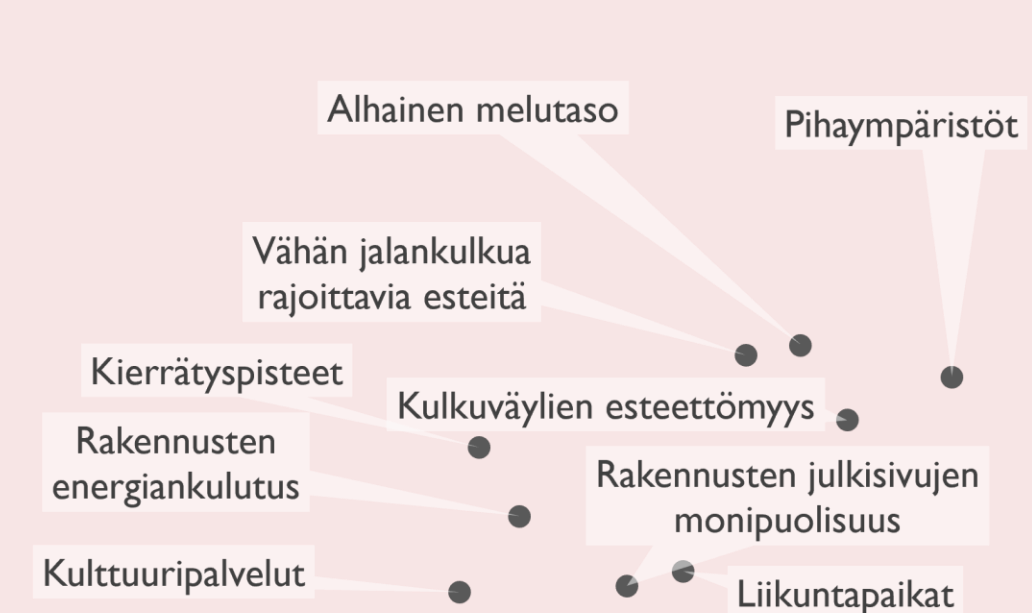 Alhainen melutaso
Pihaympäristöt
Vähän jalankulkua
rajoittavia esteitä
Kierrätyspisteet
Kulkuväylien esteettömyys
Rakennusten
energiankulutus
Rakennusten julkisivujen
monipuolisuus
Kulttuuripalvelut
Liikuntapaikat